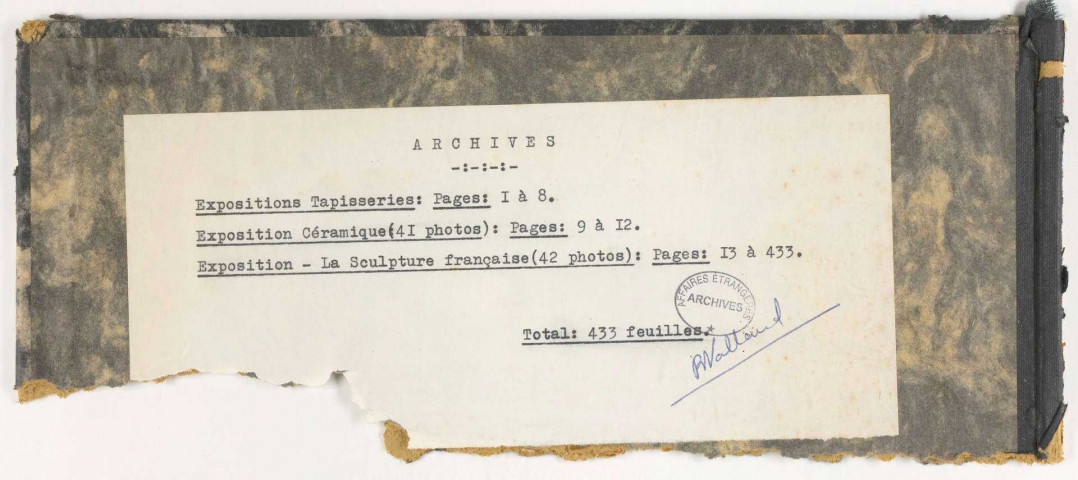 ARCHIVES
-:-:-:-
Expositions Tapisseries: Pages: I à 8.
Exposition Céramique(4I photos): Pages: 9 à I2.
Exposition - La Sculpture française(42 photos): Pages: I3 à 433.
AFFAIRES ÉTRANGÈRES
ARCHIVES
Total: 433 feuilles.